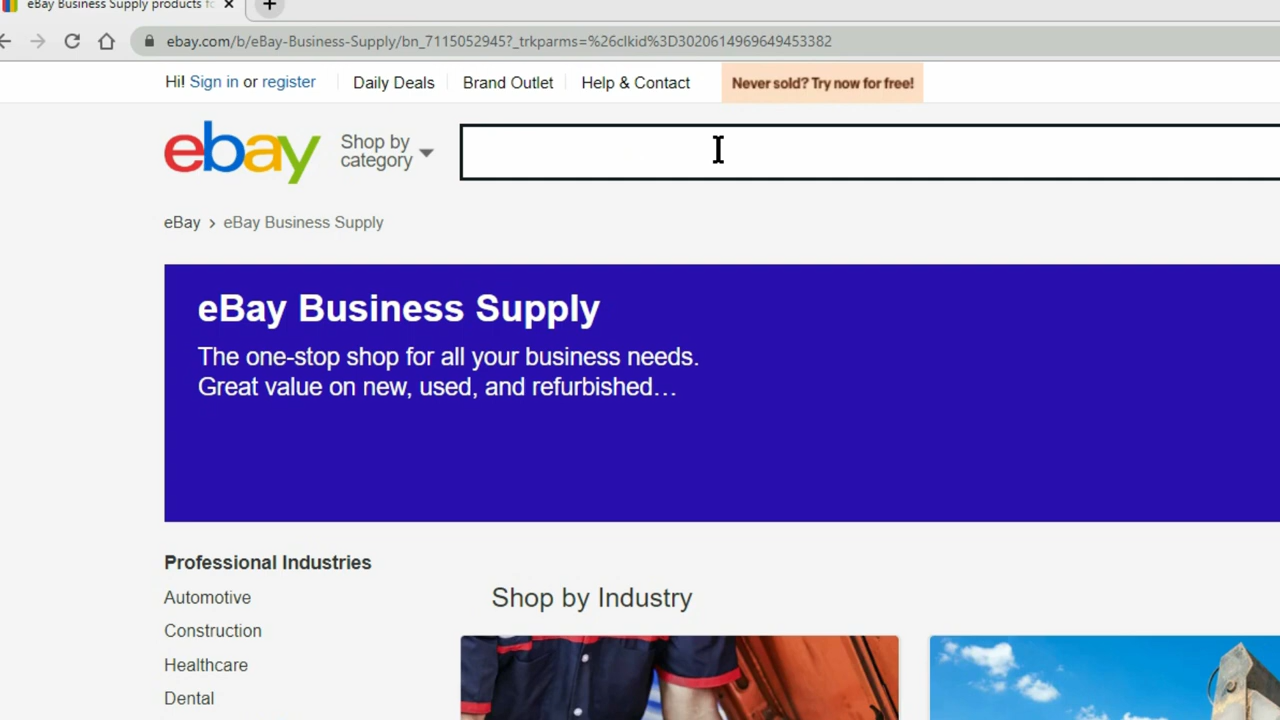 eBay Business Supply products fo
ebay.com/b/eBay-Business-Supply/bn_7115052945?_trkparms=%26clkid%3D3020614969649453382
Hi! Sign in or register Daily Deals Brand Outlet Help & Contact Never sold? Try now for free!
ebay Shop by category
eBay > eBay Business Supply
eBay Business Supply
The one-stop shop for all your business needs.
Great value on new, used, and refurbished…
Professional Industries
Automotive
Construction
Healthcare
Dental
Shop by Industry